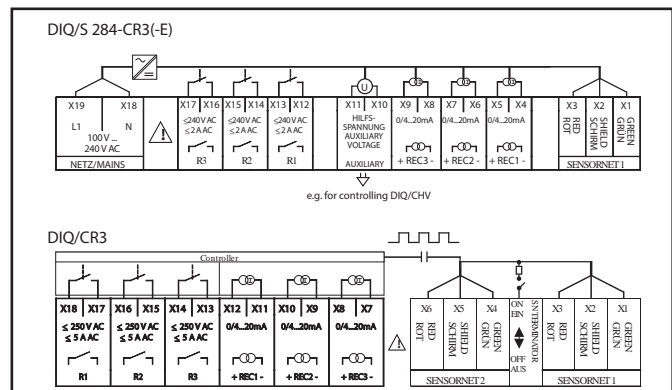 DIQ/S 284-CR3(-E)
X19 X18 X17 X16 X15 X14 X13 X12 X11 X10 X9 X8 X7 X6 X5 X4 X3 X2 X1
L1 N
100 V ...
240 V AC
NETZ/MAINS
≤240 V AC
≤ 2 A AC
R3
≤240 V AC
≤ 2 A AC
R2
≤240 V AC
≤ 2 A AC
R1
U
HILFS-
SPANNUNG
AUXILIARY
VOLTAGE
AUXILIARY
0/4...20mA
+ REC3 -
0/4...20mA
+ REC2 -
0/4...20mA
+ REC1 -
RED
ROT
SHIELD
SCHIRM
GREEN
GRÜN
SENSORNET 1
e.g. for controlling DIQ/CHV
DIQ/CR3
Controller
X18 X17 X16 X15 X14 X13 X12 X11 X10 X9 X8 X7
≤ 250 V AC
≤ 5 A AC
R1
≤ 250 V AC
≤ 5 A AC
R2
≤ 250 V AC
≤ 5 A AC
R3
0/4...20mA
+ REC1 -
0/4...20mA
+ REC2 -
0/4...20mA
+ REC3 -
X6 X5 X4
RED
ROT
SHIELD
SCHIRM
GREEN
GRÜN
SENSORNET 2
ON
EIN
OFF
AUS
SNTERMINATOR
X3 X2 X1
RED
ROT
SHIELD
SCHIRM
GREEN
GRÜN
SENSORNET 1